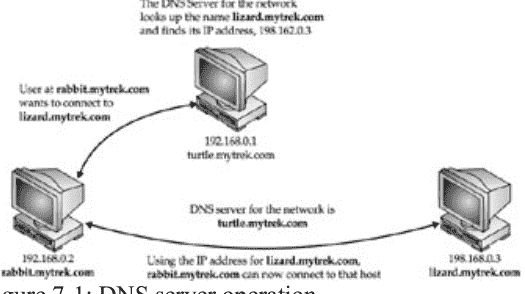 The DNS Server for the network
looks up the name lizard.mytrek.com
and finds its IP address, 198.162.0.3
User at rabbit.mytrek.com
wants to connect to
lizard.mytrek.com
192.168.0.1
turtle.mytrek.com
DNS server for the network is
turtle.mytrek.com
192.168.0.2
rabbit.mytrek.com
Using the IP address for lizard.mytrek.com,
rabbit.mytrek.com can now connect to that host
198.168.0.3
lizard.mytrek.com
gure 7-1: DNS server operation